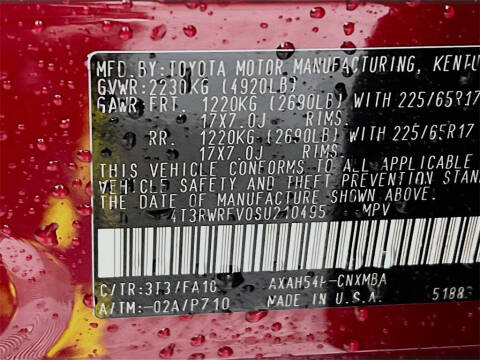 MFD.BY:TOYOTA MOTOR MANUFACTURING, KENTU
GVWR:2230KG (4920LB)
GAWR FRT. 1220KG (2690LB) WITH 225/65R17
17X7.0J RIMS.
RR. 1220KG (2690LB) WITH 225/65R17
17X7.0J RIMS.
THIS VEHICLE CONFORMS TO ALL APPLICABLE
VEHICLE SAFETY AND THEFT PREVENTION STAN
THE DATE OF MANUFACTURE SHOWN ABOVE.
4T3RWRFV0SU210495 MPV
C/TR:3T3/FA10 AXAH54L-CNXMBA
A/TM:-02A/P710 MADE IN U.S.A. 5188